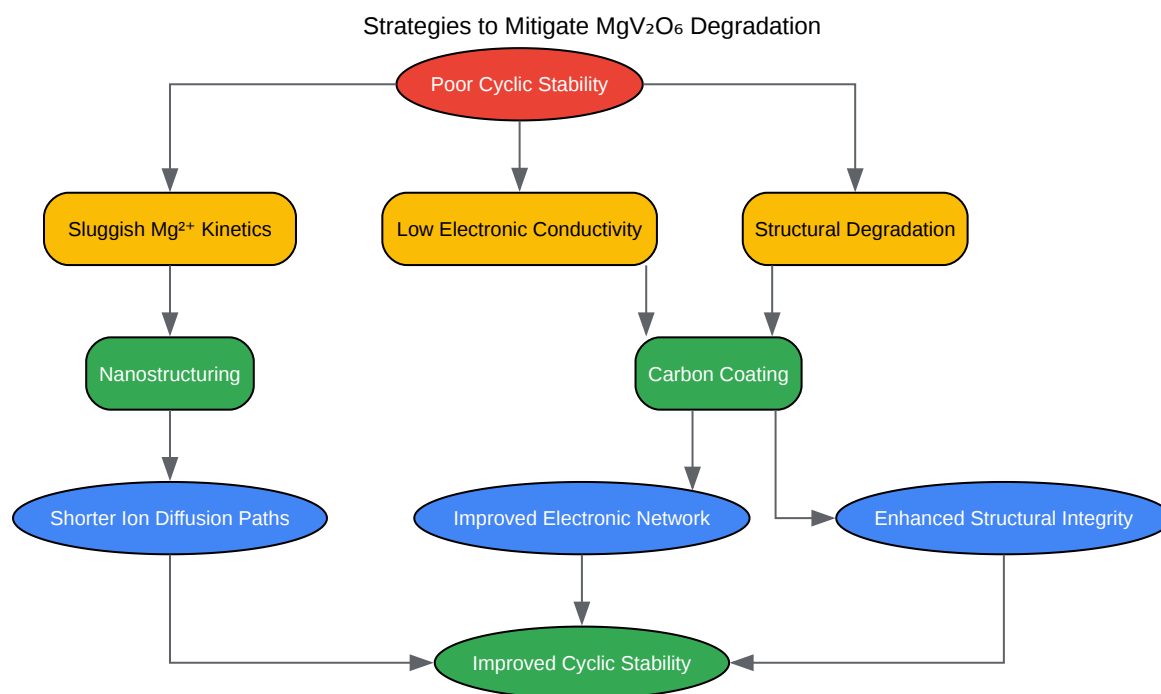 Strategies to Mitigate MgV₂O₆ Degradation
Poor Cyclic Stability
Sluggish Mg²⁺ Kinetics
Low Electronic Conductivity
Structural Degradation
Nanostructuring
Carbon Coating
Shorter Ion Diffusion Paths
Improved Electronic Network
Enhanced Structural Integrity
Improved Cyclic Stability